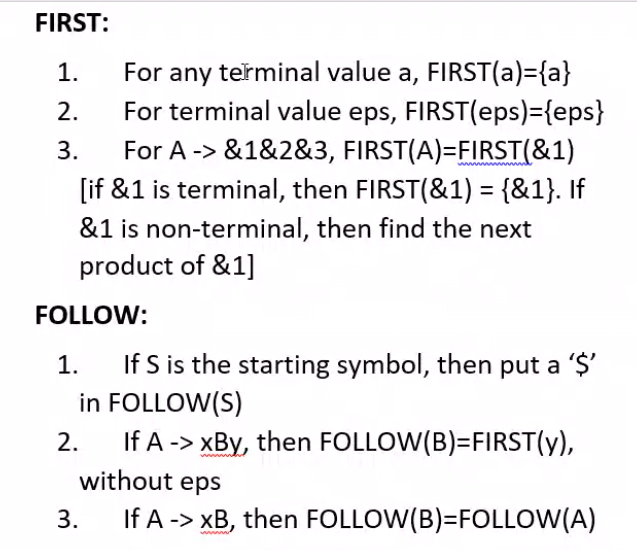 FIRST:
1. For any terminal value a, FIRST(a)={a}
2. For terminal value eps, FIRST(eps)={eps}
3. For A -> &1&2&3, FIRST(A)=FIRST(&1)
[if &1 is terminal, then FIRST(&1) = {&1}. If
&1 is non-terminal, then find the next
product of &1]
FOLLOW:
1. If S is the starting symbol, then put a ‘$’
in FOLLOW(S)
2. If A -> xBy, then FOLLOW(B)=FIRST(y),
without eps
3. If A -> xB, then FOLLOW(B)=FOLLOW(A)